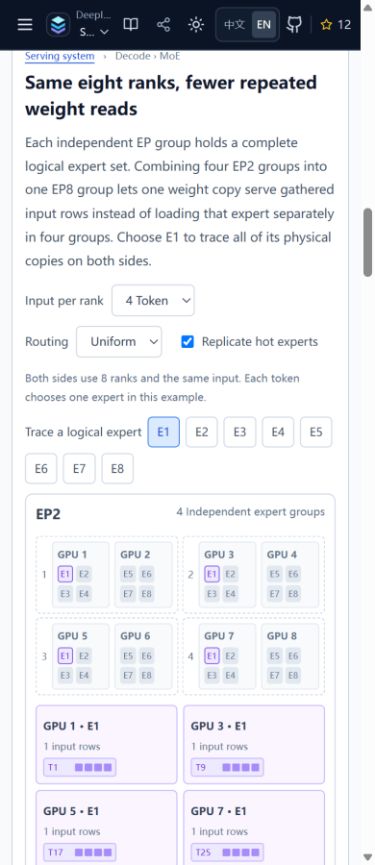 Deepl...
S...
中文
EN
12
Serving system › Decode › MoE
Same eight ranks, fewer repeated
weight reads
Each independent EP group holds a complete
logical expert set. Combining four EP2 groups into
one EP8 group lets one weight copy serve gathered
input rows instead of loading that expert separately
in four groups. Choose E1 to trace all of its physical
copies on both sides.
Input per rank 4 Token
Routing Uniform Replicate hot experts
Both sides use 8 ranks and the same input. Each token
chooses one expert in this example.
Trace a logical expert E1 E2 E3 E4 E5
E6 E7 E8
EP2 4 Independent expert groups
GPU 1 GPU 2 GPU 3 GPU 4
1 E1 E2 E5 E6 2 E1 E2 E5 E6
E3 E4 E7 E8 E3 E4 E7 E8
GPU 5 GPU 6 GPU 7 GPU 8
3 E1 E2 E5 E6 4 E1 E2 E5 E6
E3 E4 E7 E8 E3 E4 E7 E8
GPU 1 • E1 GPU 3 • E1
1 input rows 1 input rows
T1 T9
GPU 5 • E1 GPU 7 • E1
1 input rows 1 input rows
T17 T25